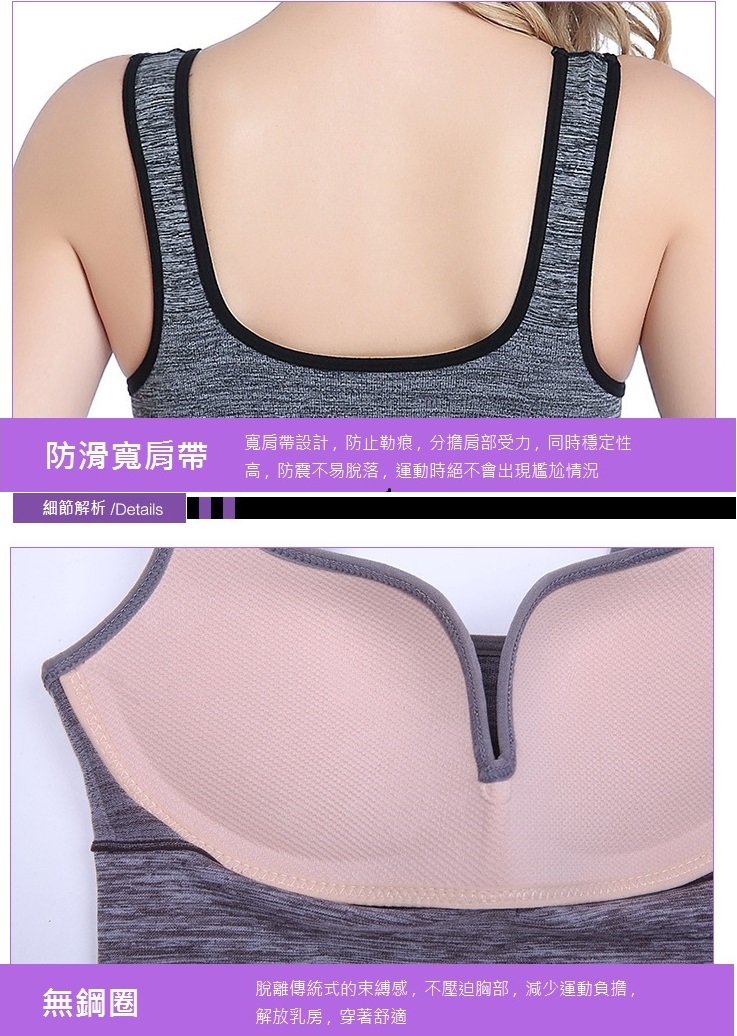 防滑寬肩帶
寬肩帶設計, 防止勒痕, 分擔肩部受力, 同時穩定性
高, 防震不易脫落, 運動時絕不會出現尷尬情況
細節解析 /Details
無鋼圈
脫離傳統式的束縛感, 不壓迫胸部, 減少運動負擔,
解放乳房, 穿著舒適